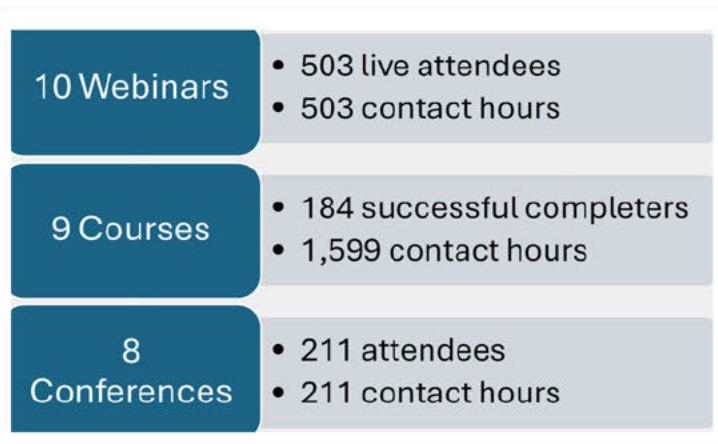 10 Webinars
• 503 live attendees
• 503 contact hours
9 Courses
• 184 successful completers
• 1,599 contact hours
8
Conferences
• 211 attendees
• 211 contact hours